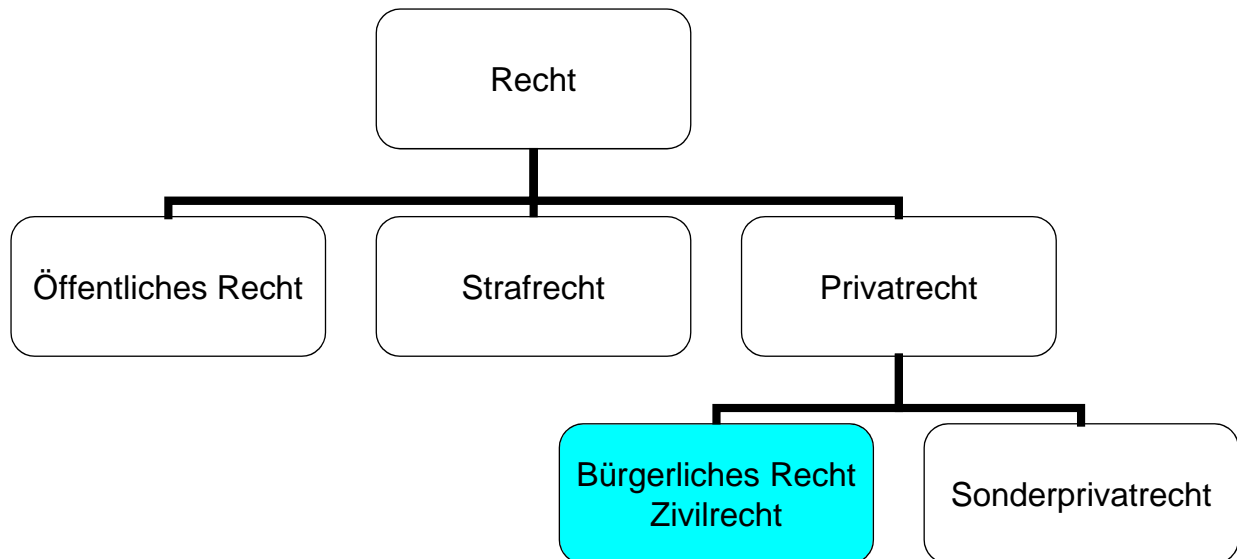 Recht
Öffentliches Recht
Strafrecht
Privatrecht
Bürgerliches Recht
Zivilrecht
Sonderprivatrecht